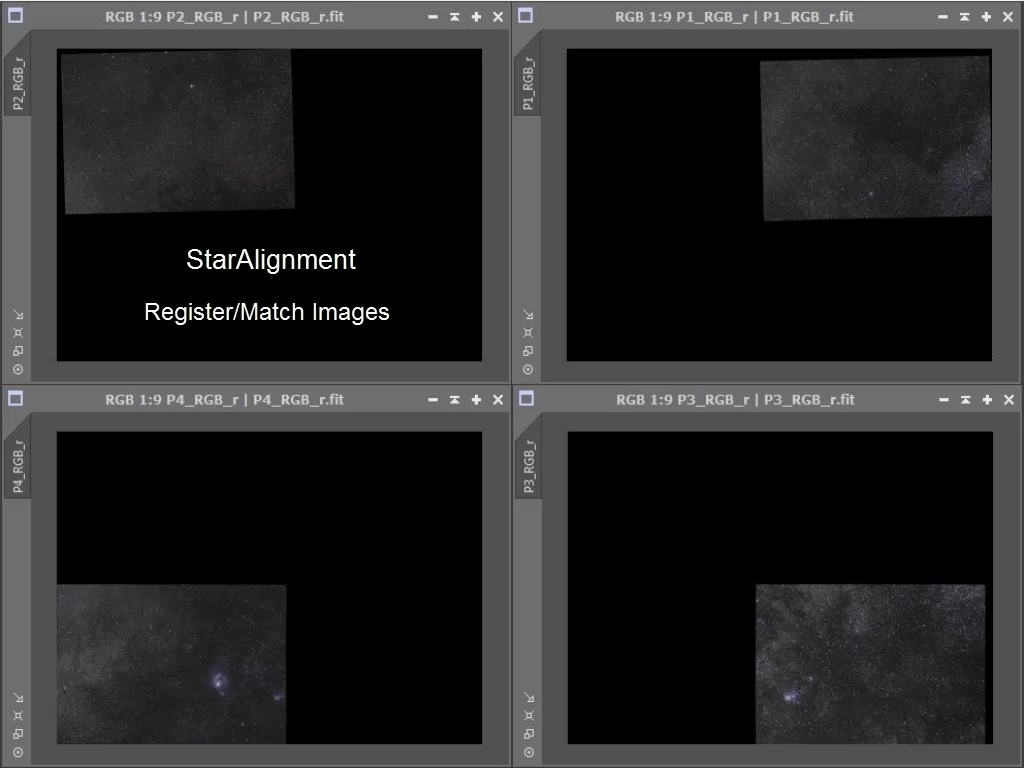 RGB 1:9 P2_RGB_r | P2_RGB_r.fit
P2_RGB_r
StarAlignment
Register/Match Images
RGB 1:9 P1_RGB_r | P1_RGB_r.fit
P1_RGB_r
RGB 1:9 P4_RGB_r | P4_RGB_r.fit
P4_RGB_r
RGB 1:9 P3_RGB_r | P3_RGB_r.fit
P3_RGB_r